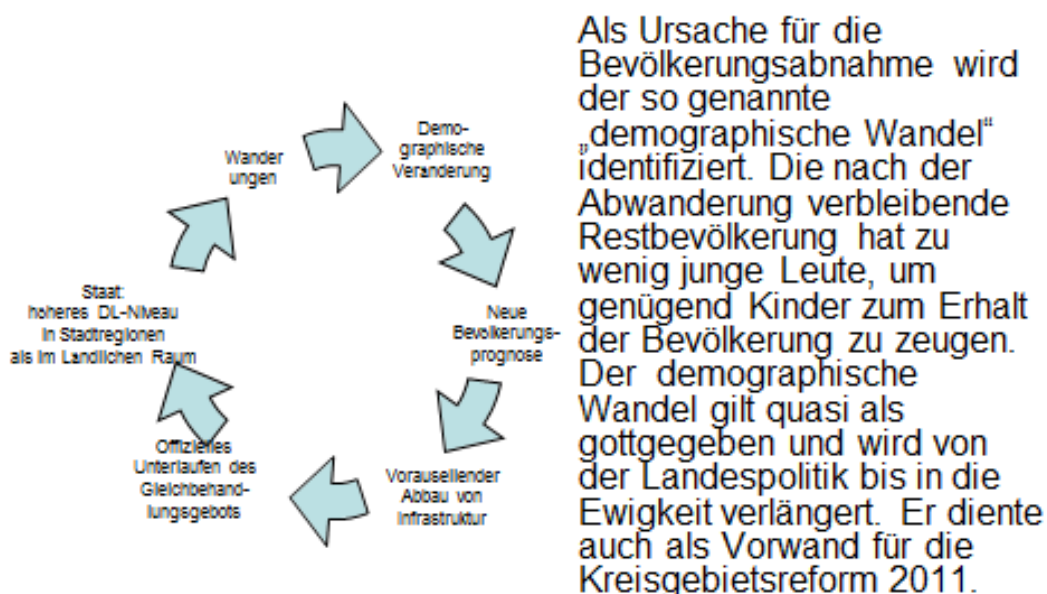 Wander
ungen
Demo-
graphische
Veränderung
Neue
Bevölkerungs-
prognose
Vorauseilender
Abbau von
Infrastruktur
Offizielles
Unterlaufen des
Gleichbehand-
lungsgebots
Staat:
höheres DL-Niveau
in Stadtregionen
als im Ländlichen Raum
Als Ursache für die
Bevölkerungsabnahme wird
der so genannte
„demographische Wandel“
identifiziert. Die nach der
Abwanderung verbleibende
Restbevölkerung hat zu
wenig junge Leute, um
genügend Kinder zum Erhalt
der Bevölkerung zu zeugen.
Der demographische
Wandel gilt quasi als
gottgegeben und wird von
der Landespolitik bis in die
Ewigkeit verlängert. Er diente
auch als Vorwand für die
Kreisgebietsreform 2011.